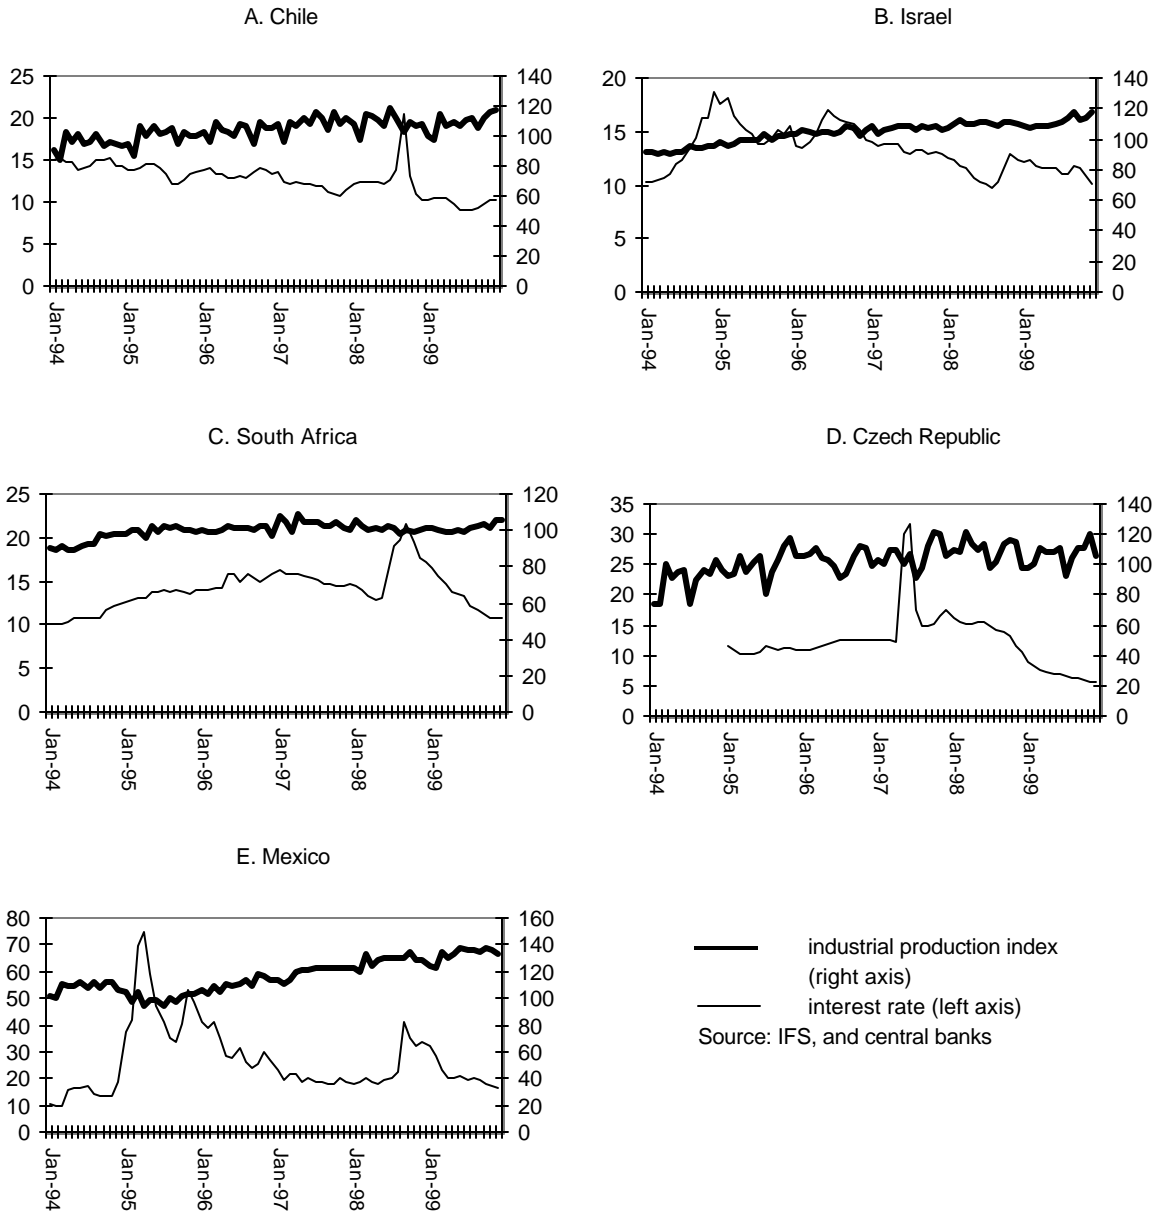 A. Chile
25
20
15
10
5
0
140
120
100
80
60
40
20
0
Jan-94
Jan-95
Jan-96
Jan-97
Jan-98
Jan-99
B. Israel
20
15
10
5
0
140
120
100
80
60
40
20
0
Jan-94
Jan-95
Jan-96
Jan-97
Jan-98
Jan-99
C. South Africa
25
20
15
10
5
0
120
100
80
60
40
20
0
Jan-94
Jan-95
Jan-96
Jan-97
Jan-98
Jan-99
D. Czech Republic
35
30
25
20
15
10
5
0
140
120
100
80
60
40
20
0
Jan-94
Jan-95
Jan-96
Jan-97
Jan-98
Jan-99
E. Mexico
80
70
60
50
40
30
20
10
0
160
140
120
100
80
60
40
20
0
Jan-94
Jan-95
Jan-96
Jan-97
Jan-98
Jan-99
industrial production index
(right axis)
interest rate (left axis)
Source: IFS, and central banks